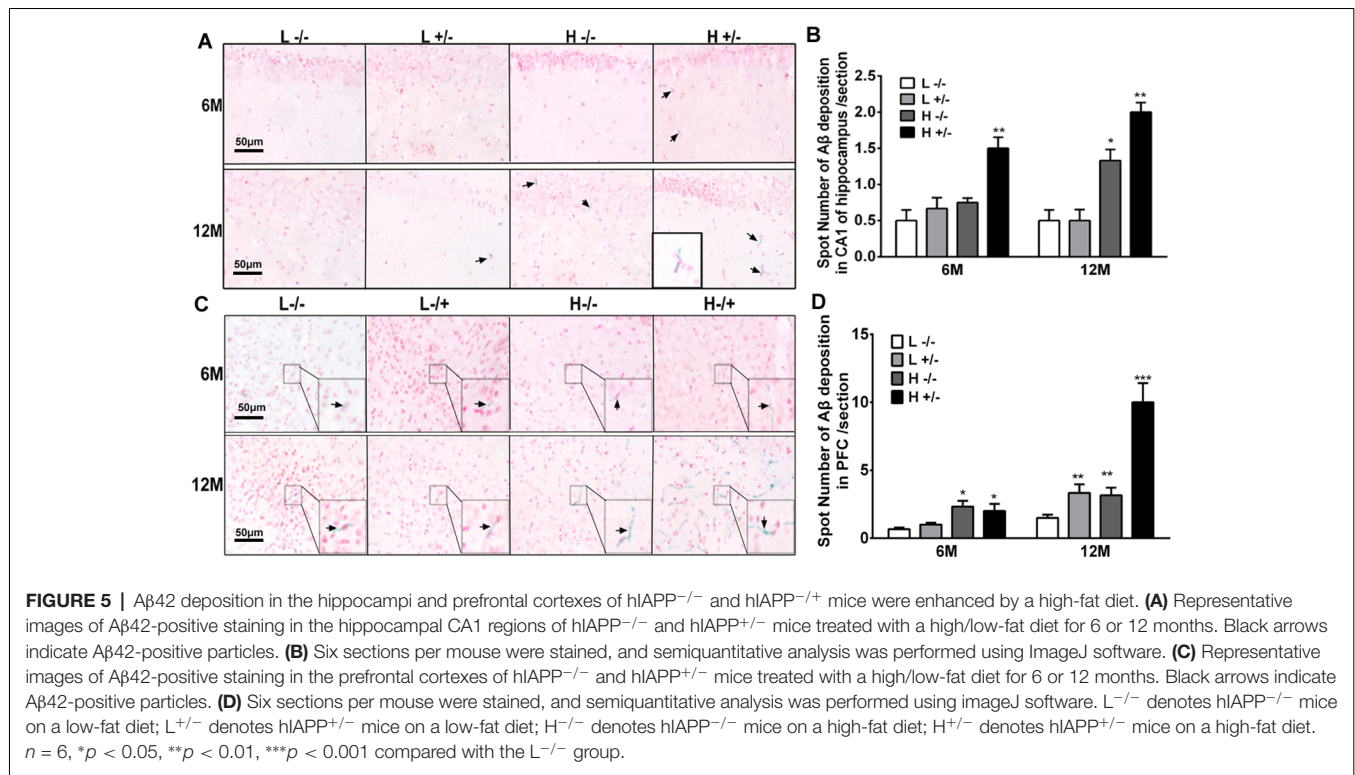 A
L -/- L +/- H -/- H +/-
6M
50μm
12M
50μm
B
Spot Number of Aβ deposition
in CA1 of hippocampus /section
2.5
2.0
1.5
1.0
0.5
0.0
L -/-
L +/-
H -/-
H +/-
**
*
**
6M 12M
C
L-/- L-/+ H-/- H-/+
6M
50μm
12M
50μm
D
Spot Number of Aβ deposition
in PFC /section
15
10
5
0
L -/-
L +/-
H -/-
H +/-
*
*
**
**
***
6M 12M
FIGURE 5 | Aβ42 deposition in the hippocampi and prefrontal cortexes of hIAPP−/− and hIAPP−/+ mice were enhanced by a high-fat diet. (A) Representative
images of Aβ42-positive staining in the hippocampal CA1 regions of hIAPP−/− and hIAPP+/− mice treated with a high/low-fat diet for 6 or 12 months. Black arrows
indicate Aβ42-positive particles. (B) Six sections per mouse were stained, and semiquantitative analysis was performed using ImageJ software. (C) Representative
images of Aβ42-positive staining in the prefrontal cortexes of hIAPP−/− and hIAPP+/− mice treated with a high/low-fat diet for 6 or 12 months. Black arrows indicate
Aβ42-positive particles. (D) Six sections per mouse were stained, and semiquantitative analysis was performed using imageJ software. L−/− denotes hIAPP−/− mice
on a low-fat diet; L+/− denotes hIAPP+/− mice on a low-fat diet; H−/− denotes hIAPP−/− mice on a high-fat diet; H+/− denotes hIAPP+/− mice on a high-fat diet.
n = 6, *p < 0.05, **p < 0.01, ***p < 0.001 compared with the L−/− group.